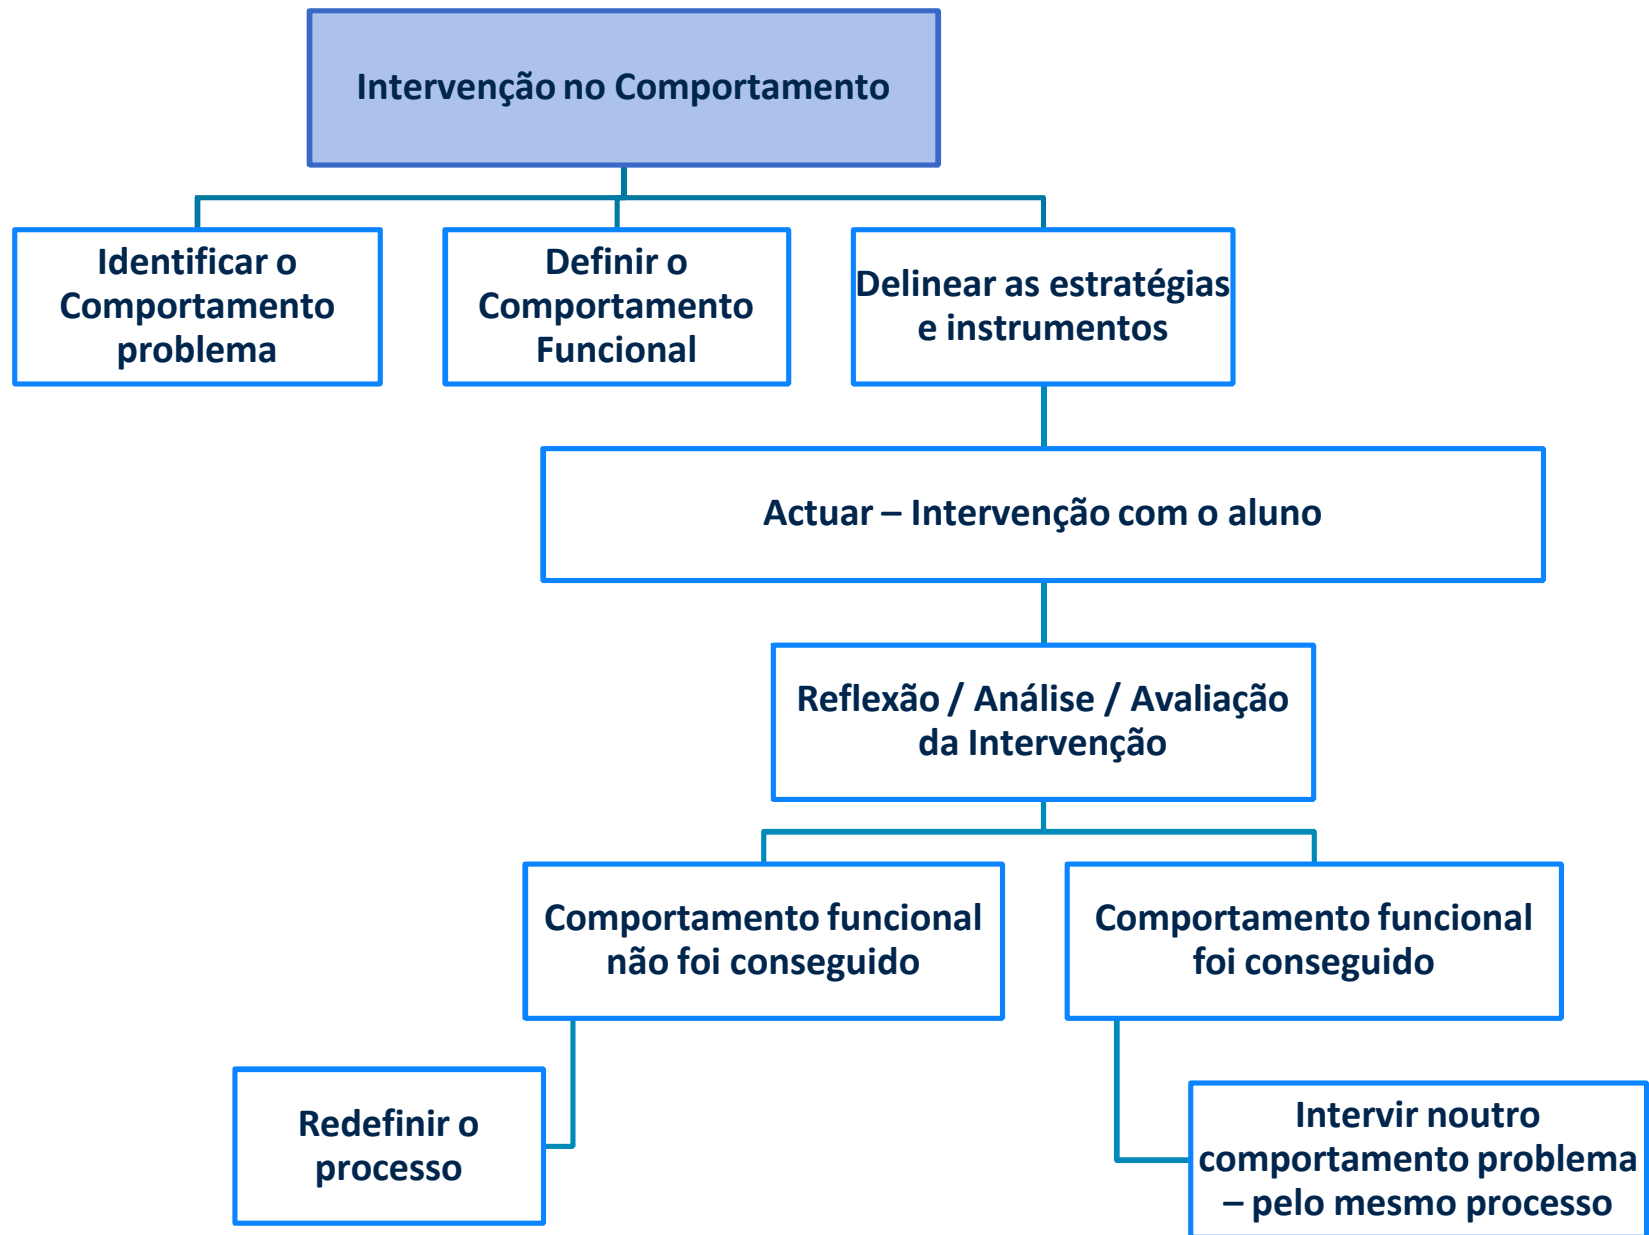 Intervenção no Comportamento
Identificar o
Comportamento
problema
Definir o
Comportamento
Funcional
Delinear as estratégias
e instrumentos
Actuar – Intervenção com o aluno
Reflexão / Análise / Avaliação
da Intervenção
Comportamento funcional
não foi conseguido
Comportamento funcional
foi conseguido
Redefinir o
processo
Intervir noutro
comportamento problema
– pelo mesmo processo